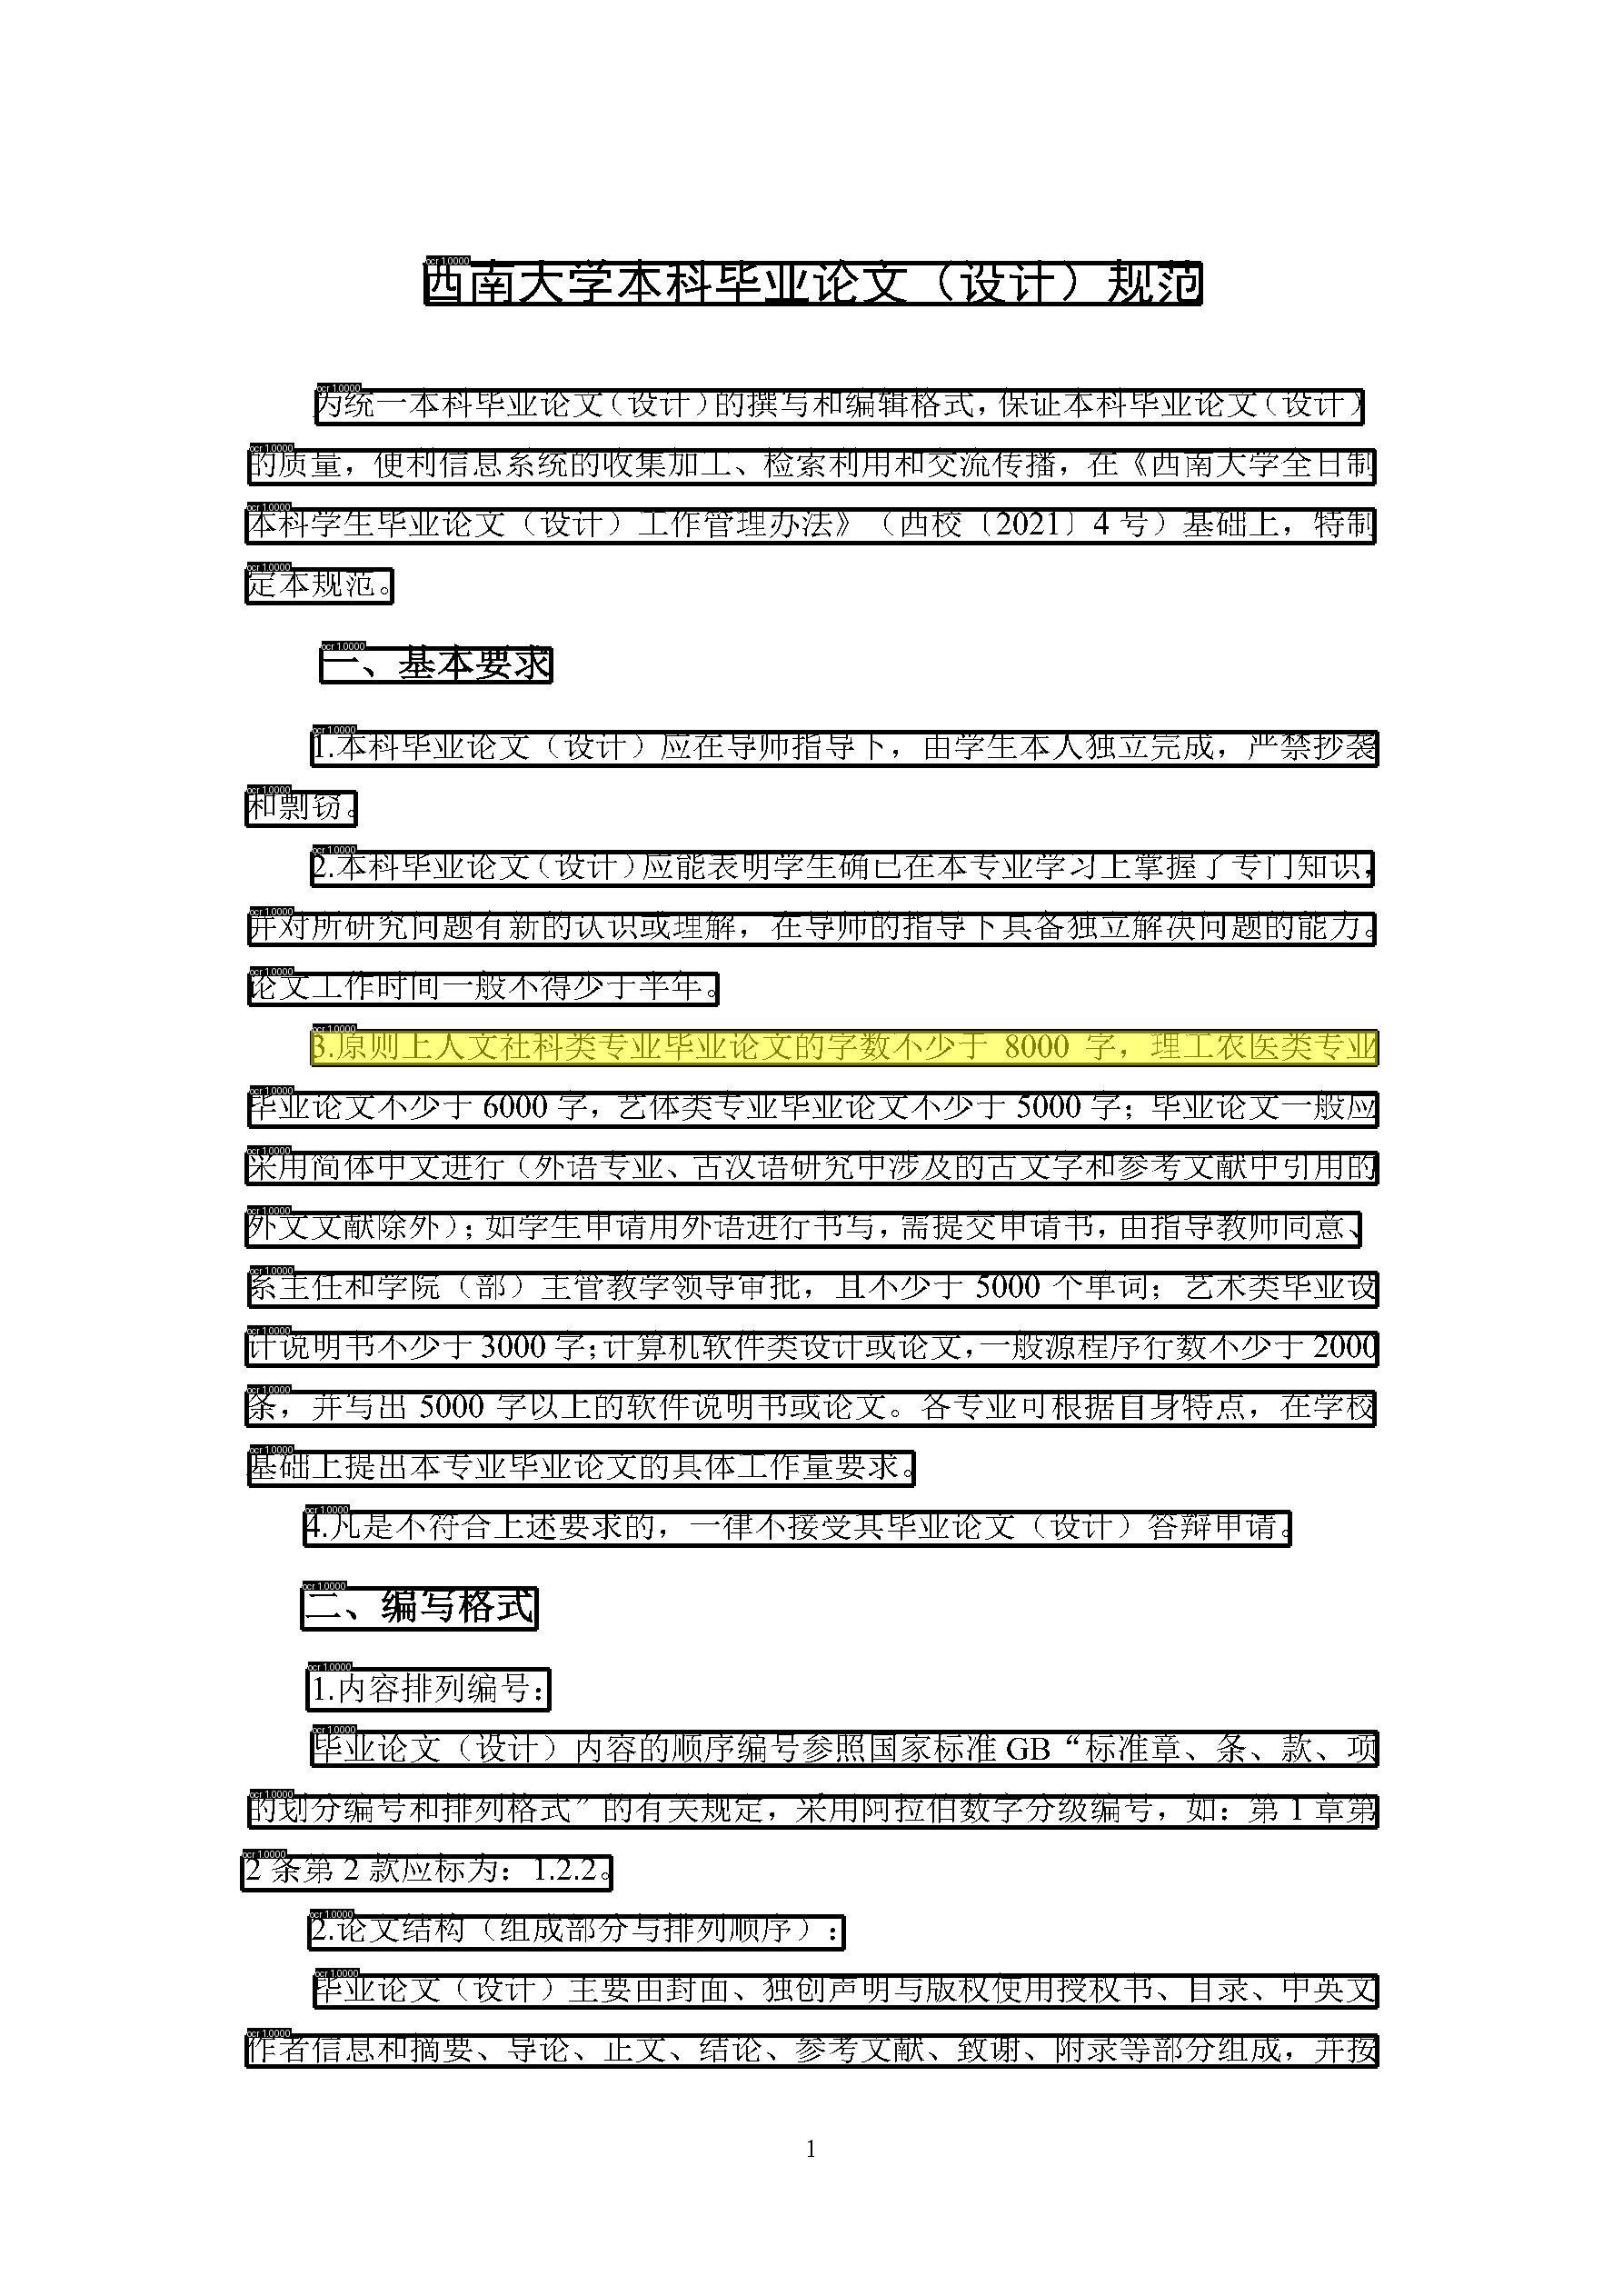 西南大学本科毕业论文（设计）规范
为统一本科毕业论文（设计）的撰写和编辑格式，保证本科毕业论文（设计）
的质量，便利信息系统的收集加工、检索利用和交流传播，在《西南大学全日制
本科学生毕业论文（设计）工作管理办法》（西校〔2021〕4 号）基础上，特制
定本规范。
一、基本要求
1.本科毕业论文（设计）应在导师指导下，由学生本人独立完成，严禁抄袭
和剽窃。
2.本科毕业论文（设计）应能表明学生确已在本专业学习上掌握了专门知识，
并对所研究问题有新的认识或理解，在导师的指导下具备独立解决问题的能力。
论文工作时间一般不得少于半年。
3.原则上人文社科类专业毕业论文的字数不少于 8000 字，理工农医类专业
毕业论文不少于 6000 字，艺体类专业毕业论文不少于 5000 字；毕业论文一般应
采用简体中文进行（外语专业、古汉语研究中涉及的古文字和参考文献中引用的
外文文献除外）；如学生申请用外语进行书写，需提交申请书，由指导教师同意、
系主任和学院（部）主管教学领导审批，且不少于 5000 个单词；艺术类毕业设
计说明书不少于 3000 字；计算机软件类设计或论文，一般源程序行数不少于 2000
条，并写出 5000 字以上的软件说明书或论文。各专业可根据自身特点，在学校
基础上提出本专业毕业论文的具体工作量要求。
4.凡是不符合上述要求的，一律不接受其毕业论文（设计）答辩申请。
二、编写格式
1.内容排列编号：
毕业论文（设计）内容的顺序编号参照国家标准 GB“标准章、条、款、项
的划分编号和排列格式”的有关规定，采用阿拉伯数字分级编号，如：第 1 章第
2 条第 2 款应标为：1.2.2。
2.论文结构（组成部分与排列顺序）：
毕业论文（设计）主要由封面、独创声明与版权使用授权书、目录、中英文
作者信息和摘要、导论、正文、结论、参考文献、致谢、附录等部分组成，并按
1